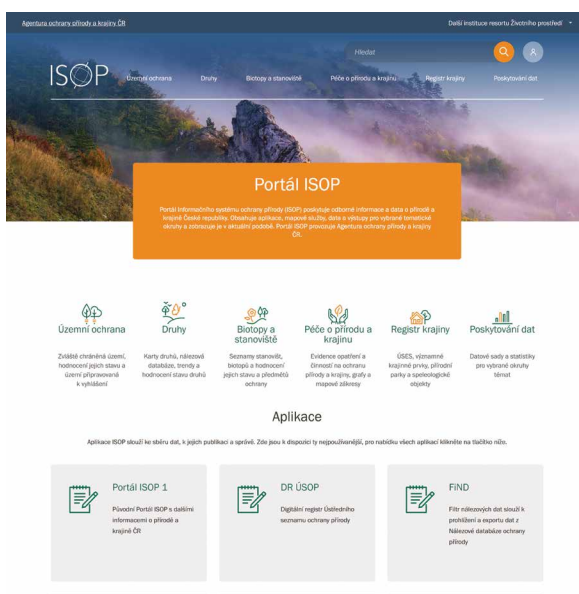 Agentura ochrany přírody a krajiny ČR
Další instituce resortu Životního prostředí
Hledat
ISOP
Územní ochrana
Druhy
Biotopy a stanoviště
Péče o přírodu a krajinu
Registr krajiny
Poskytování dat
Portál ISOP
Portál Informačního systému ochrany přírody (ISOP) poskytuje odborné informace a data o přírodě a
krajině České republiky. Obsahuje aplikace, mapové služby, data a výstupy pro vybrané tematické
okruhy a zobrazuje je v aktuální podobě. Portál ISOP provozuje Agentura ochrany přírody a krajiny
ČR.
Územní ochrana
Zvláště chráněná území,
hodnocení jejich stavu a
území připravovaná
k vyhlášení
Druhy
Karty druhů, nálezová
databáze, trendy a
hodnocení stavu druhů
Biotopy a
stanoviště
Seznamy stanovišť,
biotopů a hodnocení
jejich stavu a předmětů
ochrany
Péče o přírodu a
krajinu
Evidence opatření a
činností na ochranu
přírody a krajiny, grafy a
mapové zákresy
Registr krajiny
ÚSES, významné
krajinné prvky, přírodní
parky a speleologické
objekty
Poskytování dat
Datové sady a statistiky
pro vybrané okruhy
témat
Aplikace
Aplikace ISOP slouží ke sběru dat, k jejich publikaci a správě. Zde jsou k dispozici ty nejpoužívanější, pro nabídku všech aplikací klikněte na tlačítko níže.
Portál ISOP 1
Původní Portál ISOP s dalšími
informacemi o přírodě a
krajině ČR
DR ÚSOP
Digitální registr Ústředního
seznamu ochrany přírody
FiND
Filtr nálezových dat slouží k
prohlížení a exportu dat z
Nálezové databáze ochrany
přírody